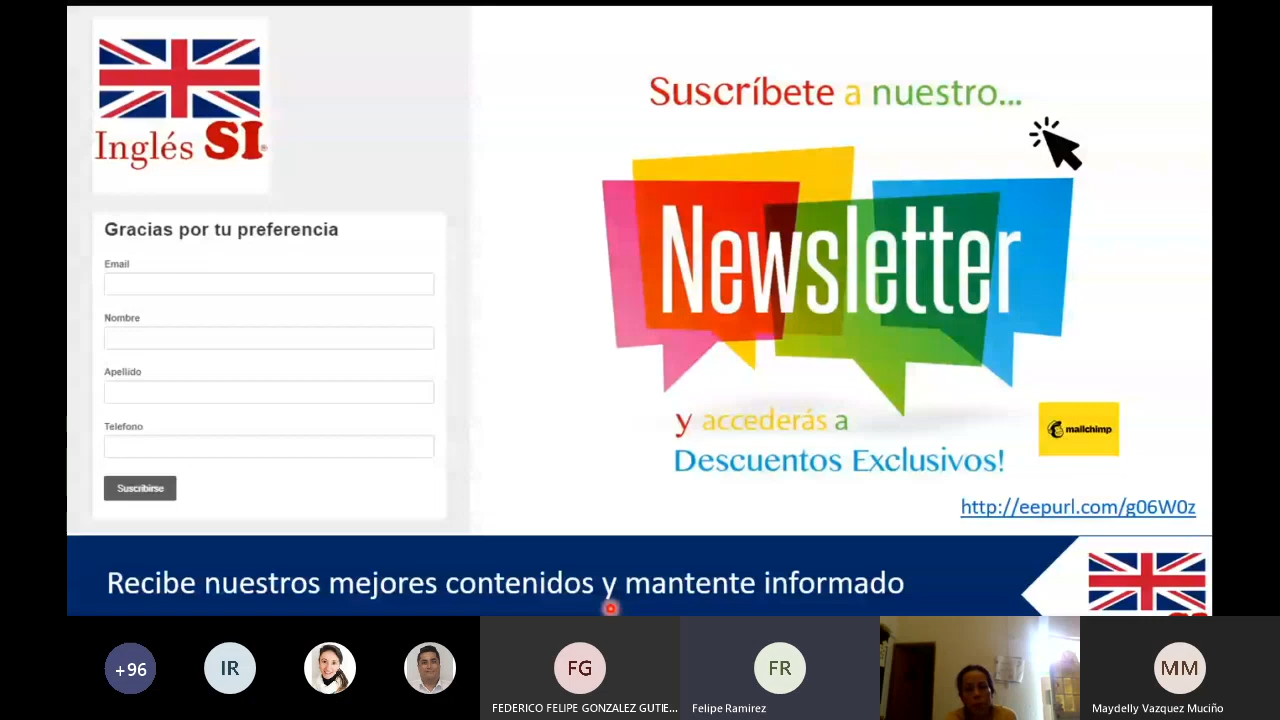 Inglés SI®
Gracias por tu preferencia
Email
Nombre
Apellido
Telefono
Suscribirse
Suscríbete a nuestro...
Newsletter
y accederás a
Descuentos Exclusivos!
mailchimp
http://eepurl.com/g06W0z
Recibe nuestros mejores contenidos y mantente informado
+96
IR
FG
FR
MM
FEDERICO FELIPE GONZALEZ GUTIE...
Felipe Ramirez
Maydelly Vazquez Muciño